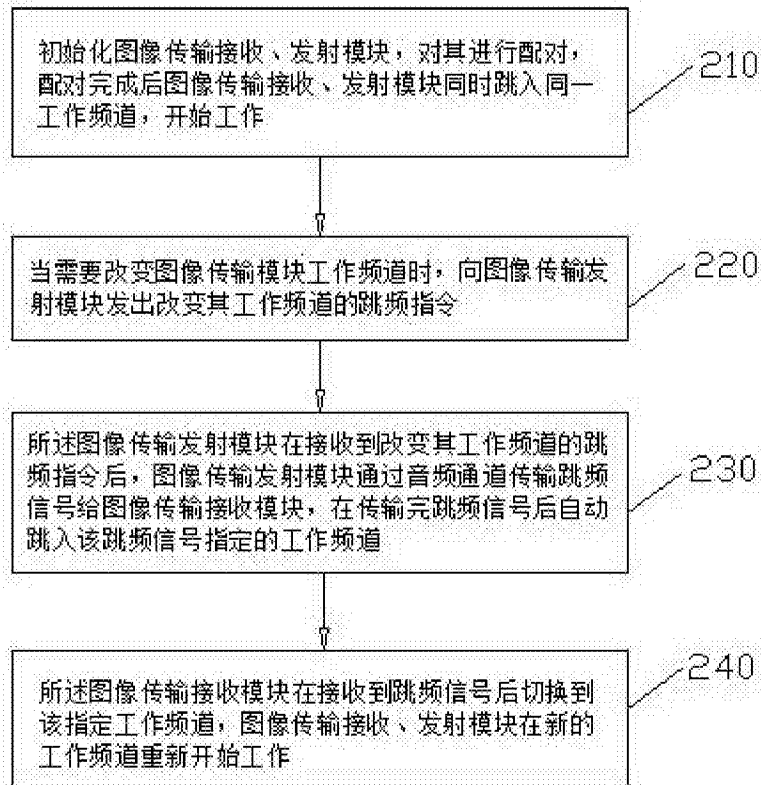 初始化图像传输接收、发射模块，对其进行配对，
配对完成后图像传输接收、发射模块同时跳入同一
工作频道，开始工作
210
当需要改变图像传输模块工作频道时，向图像传输发
射模块发出改变其工作频道的跳频指令
220
所述图像传输发射模块在接收到改变其工作频道的跳
频指令后，图像传输发射模块通过音频通道传输跳频
信号给图像传输接收模块，在传输完跳频信号后自动
跳入该跳频信号指定的工作频道
230
所述图像传输接收模块在接收到跳频信号后切换到
该指定工作频道，图像传输接收、发射模块在新的
工作频道重新开始工作
240